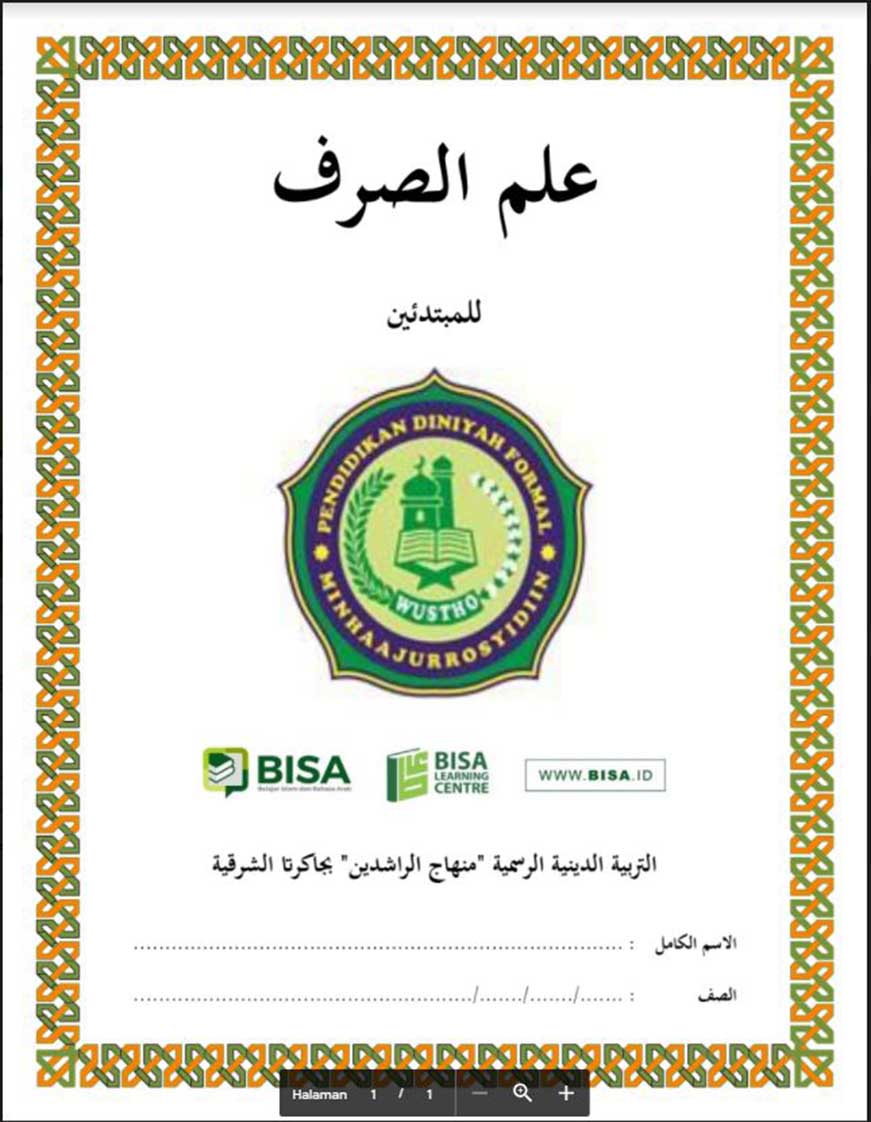 علم الصرف
للمبتدئين
PENDIDIKAN DINIYAH FORMAL
WUSTHO
MINHAAJURROSYIDIIN
BISA
Belajar Islam dan Bahasa Arab
BISA
LEARNING
CENTRE
WWW.BISA.ID
التربية الدينية الرسمية "منهاج الراشدين" بجاكرتا الشرقية
الاسم الكامل : ................................................................................
الصف : ......./......./......./.......................................................
Halaman 1 / 1